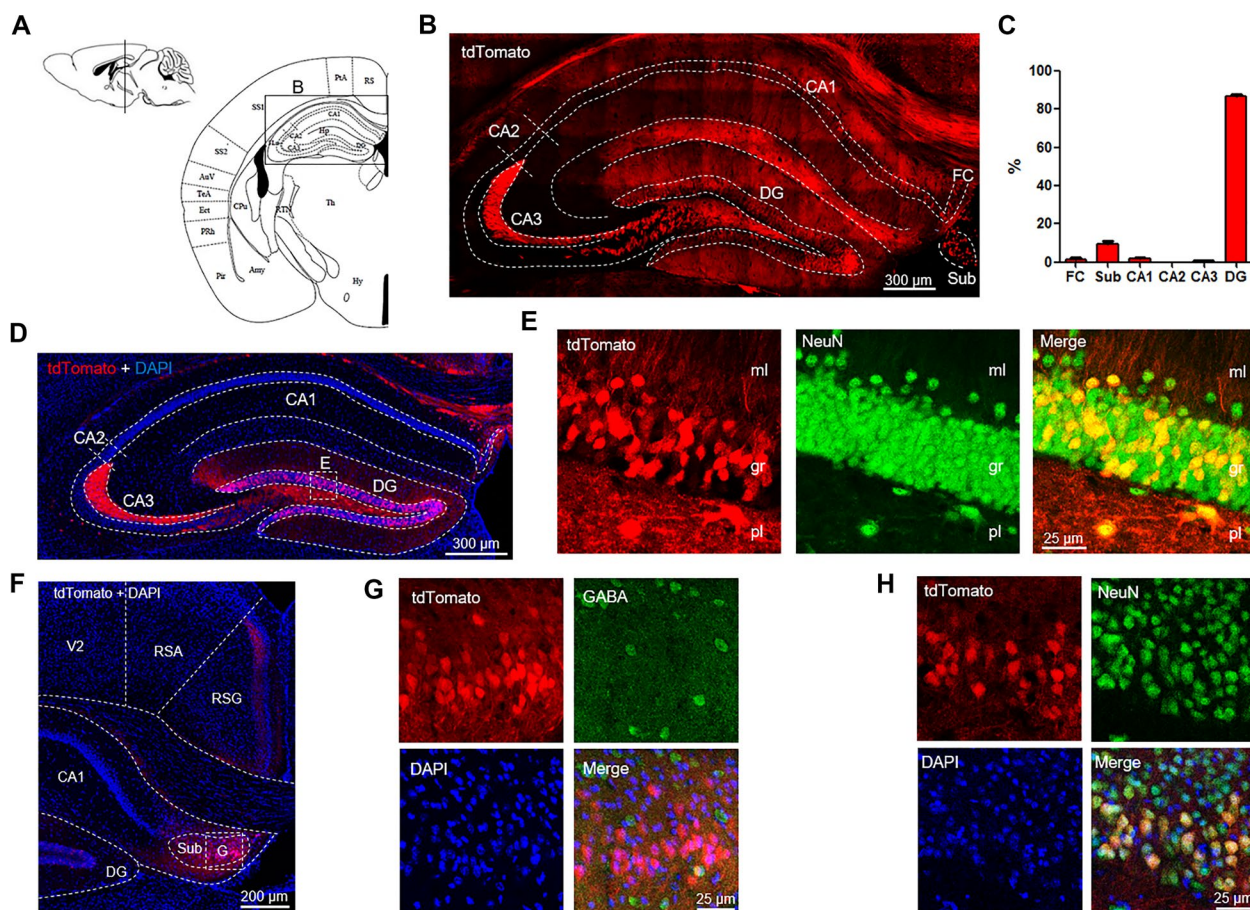 A
PtA
RS
B
SS1
CA1
CA2
Hp
CA3
DG
SS2
AuV
TeA
CPu
RTN
Th
Ect
PRh
Pir
Amy
Hy
B
tdTomato
CA1
CA2
FC
DG
CA3
300 µm
Sub
C
%
100
80
60
40
20
0
FC Sub CA1 CA2 CA3 DG
D
tdTomato + DAPI
CA1
CA2
E
DG
CA3
300 µm
E
tdTomato
ml
gr
pl
NeuN
ml
gr
pl
Merge
ml
gr
pl
25 µm
F
tdTomato + DAPI
V2
RSA
RSG
CA1
Sub
G
DG
200 µm
G
tdTomato
GABA
DAPI
Merge
25 µm
H
tdTomato
NeuN
DAPI
Merge
25 µm